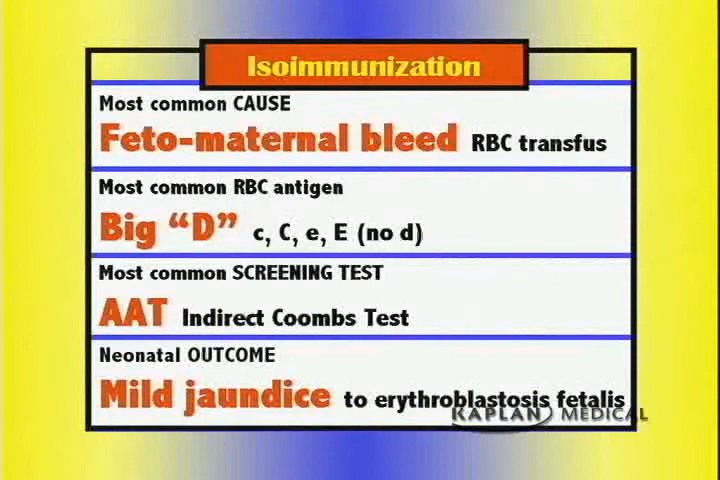 Isoimmunization
Most common CAUSE
Feto-maternal bleed RBC transfus
Most common RBC antigen
Big “D” c, C, e, E (no d)
Most common SCREENING TEST
AAT Indirect Coombs Test
Neonatal OUTCOME
Mild jaundice to erythroblastosis fetalis
KAPLAN MEDICAL